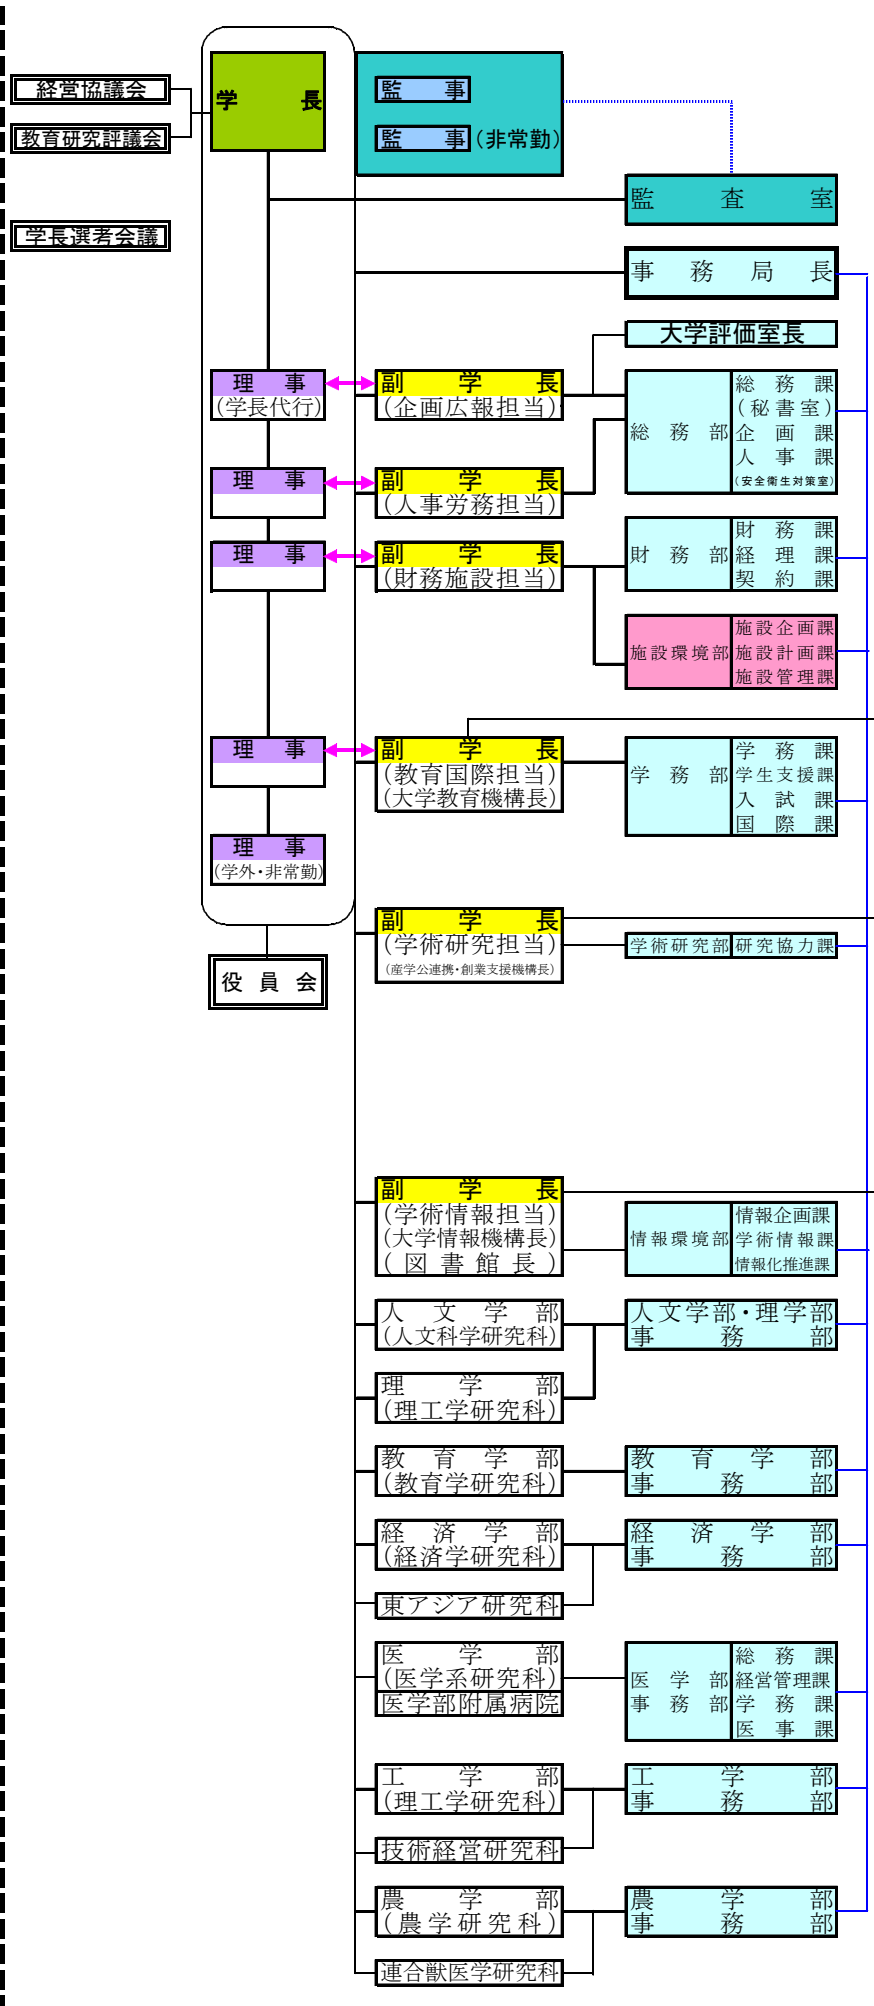 経営協議会
教育研究評議会
学長選考会議
学長
監事
監事(非常勤)
監査室
事務局長
大学評価室長
理事
(学長代行)
副学長
(企画広報担当)
総務部
総務課
(秘書室)
企画課
人事課
(安全衛生対策室)
理事
副学長
(人事労務担当)
理事
副学長
(財務施設担当)
財務部
財務課
経理課
契約課
施設環境部
施設企画課
施設計画課
施設管理課
理事
副学長
(教育国際担当)
(大学教育機構長)
学務部
学務課
学生支援課
入試課
国際課
理事
(学外・非常勤)
役員会
副学長
(学術研究担当)
(産学公連携・創業支援機構長)
学術研究部
研究協力課
副学長
(学術情報担当)
(大学情報機構長)
(図書館長)
情報環境部
情報企画課
学術情報課
情報化推進課
人文学部
(人文科学研究科)
人文学部・理学部
事務部
理学部
(理工学研究科)
教育学部
(教育学研究科)
教育学部
事務部
経済学部
(経済学研究科)
経済学部
事務部
東アジア研究科
医学部
(医学系研究科)
医学部附属病院
医学部
事務部
総務課
経営管理課
学務課
医事課
工学部
(理工学研究科)
工学部
事務部
技術経営研究科
農学部
(農学研究科)
農学部
事務部
連合獣医学研究科